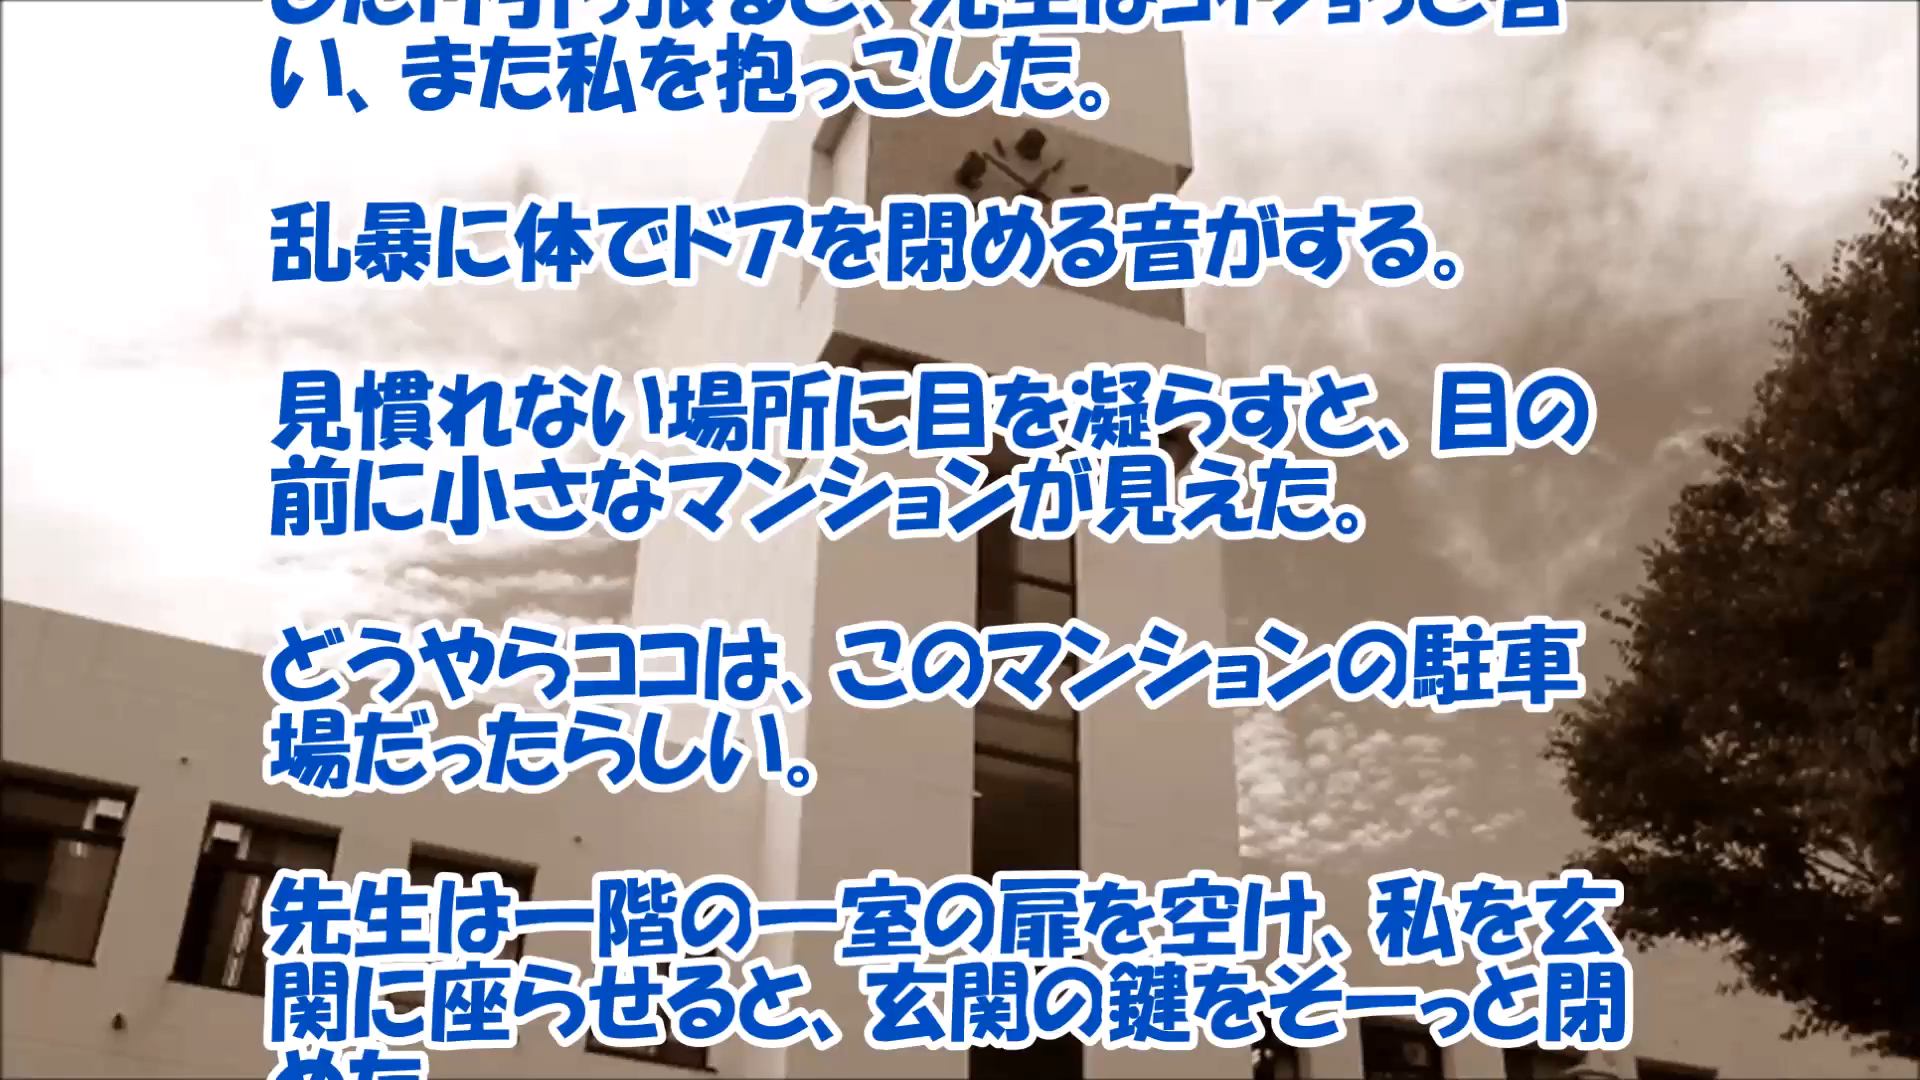 い、また私を抱っこした。
乱暴に体でドアを閉める音がする。
見慣れない場所に目を凝らすと、目の
前に小さなマンションが見えた。
どうやらココは、このマンションの駐車
場だったらしい。
先生は一階の一室の扉を空け、私を玄
関に座らせると、玄関の鍵をそーっと閉
めた